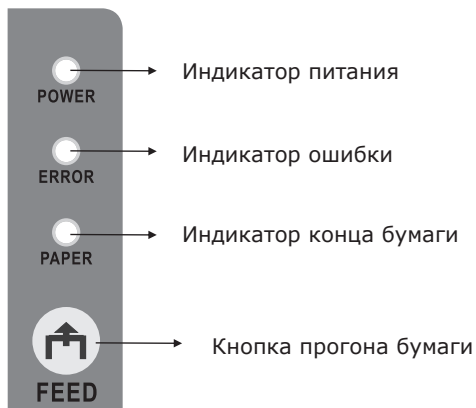 Индикатор питания
POWER
Индикатор ошибки
ERROR
Индикатор конца бумаги
PAPER
Кнопка прогона бумаги
FEED